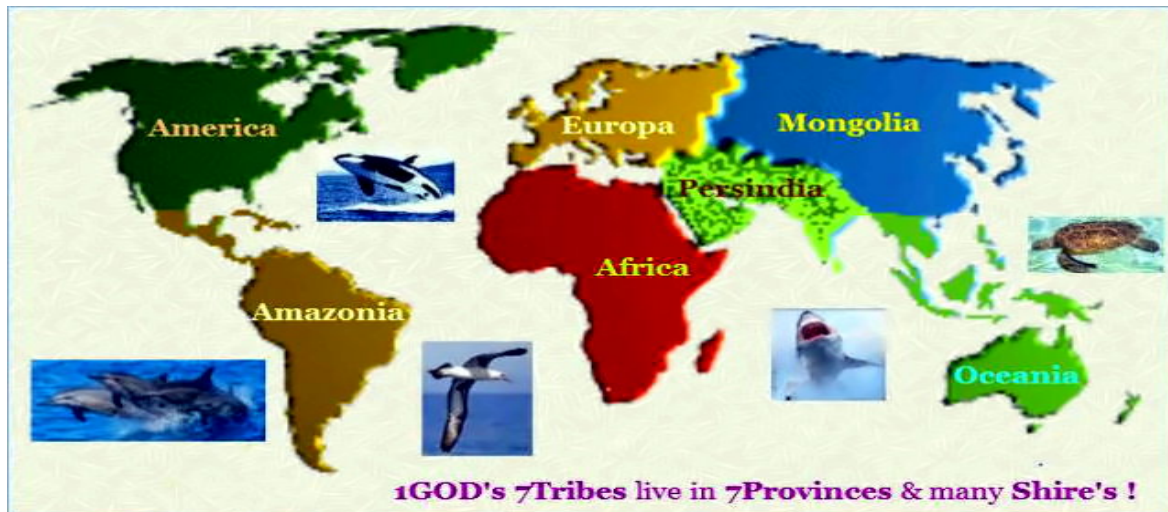 America
Europa
Mongolia
Persindia
Africa
Amazonia
Oceania
1GOD's 7Tribes live in 7Provinces & many Shire's !